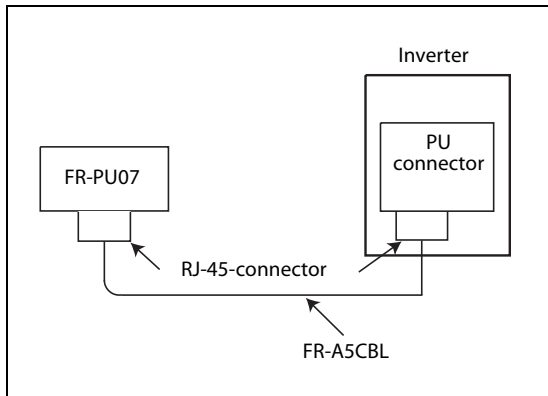 Inverter
PU
connector
FR-PU07
RJ-45-connector
FR-A5CBL